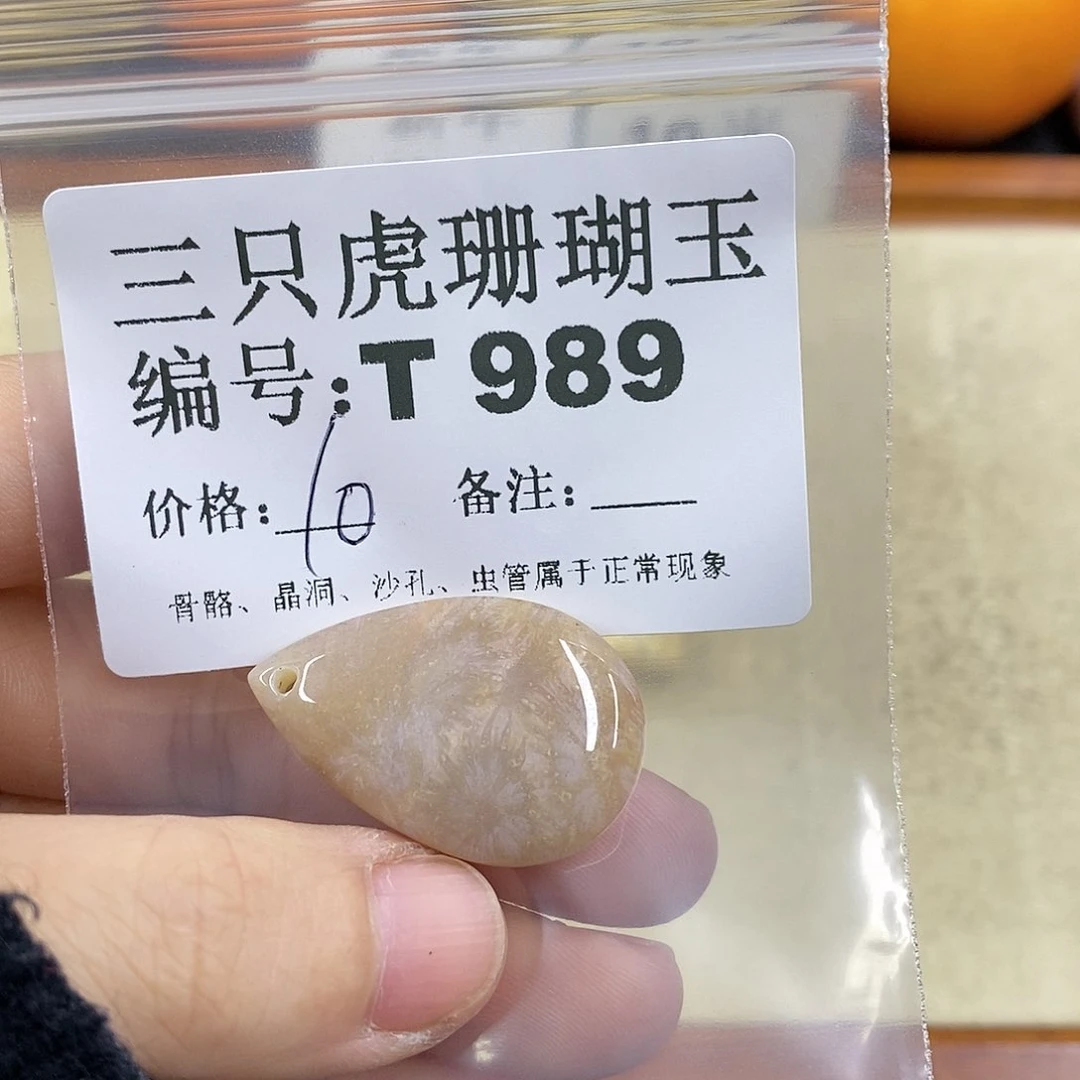 三只虎珊瑚玉
编号:T 989
价格:10 备注:
骨骼、晶洞、沙孔、虫管属于正常现象